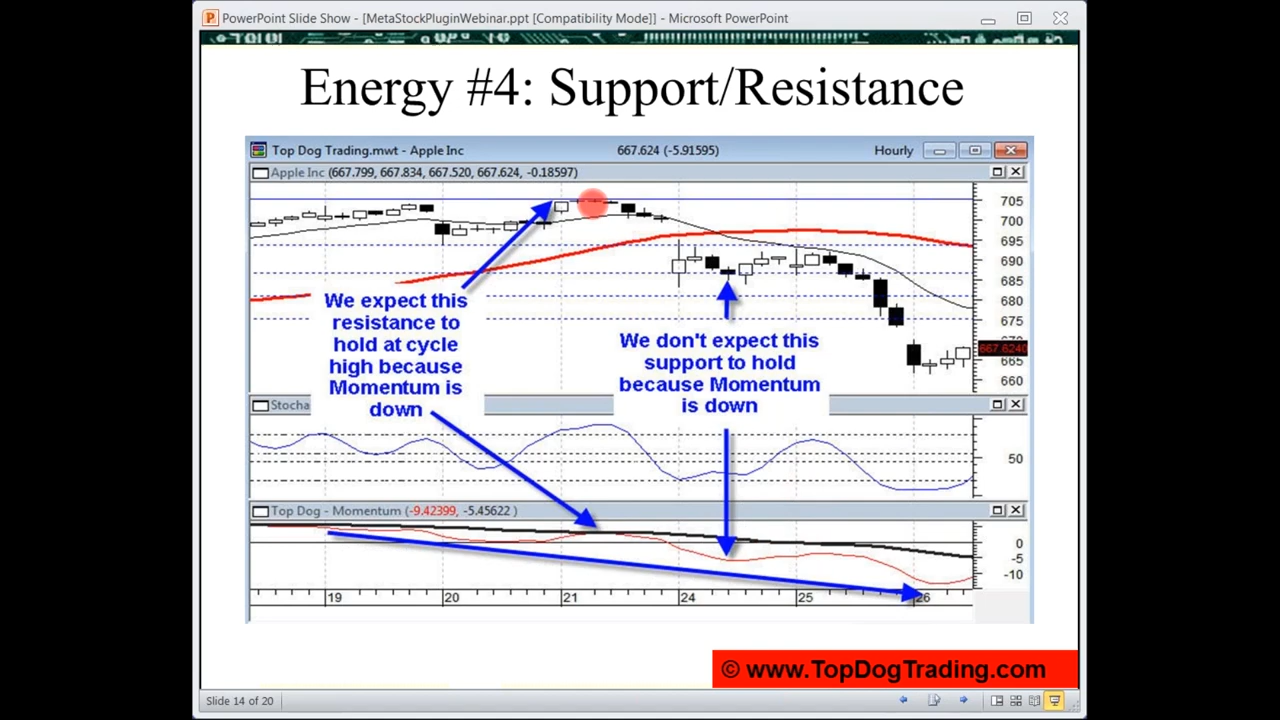 PowerPoint Slide Show - [MetaStockPluginWebinar.ppt [Compatibility Mode]] - Microsoft PowerPoint
Energy #4: Support/Resistance
Top Dog Trading.mwt - Apple Inc 667.624 (-5.91595) Hourly
Apple Inc (667.799, 667.834, 667.520, 667.624, -0.18597)
705
700
695
690
685
680
675
667.6240
665
660
We expect this
resistance to
hold at cycle
high because
Momentum is
down
We don't expect this
support to hold
because Momentum
is down
Stocha
50
Top Dog - Momentum (-9.42399, -5.45622 )
0
-5
-10
19 20 21 24 25 26
© www.TopDogTrading.com
Slide 14 of 20